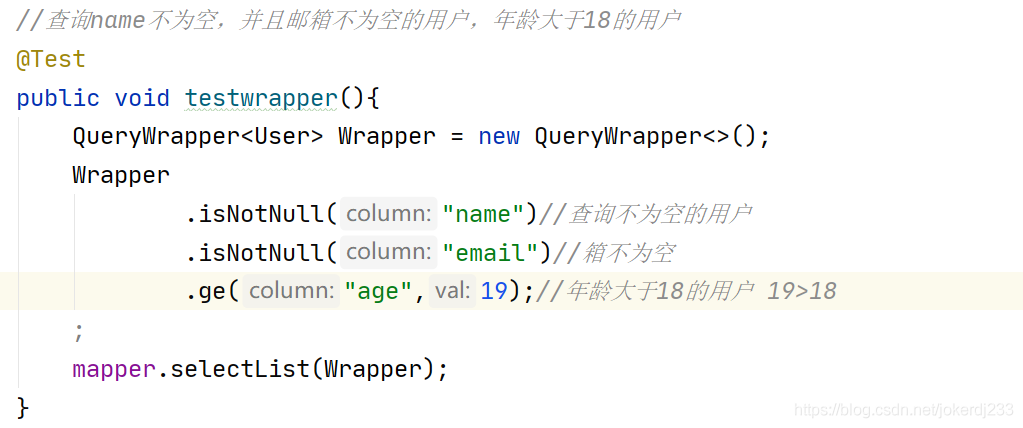 //查询name不为空，并且邮箱不为空的用户，年龄大于18的用户
@Test
public void testwrapper(){
QueryWrapper<User> Wrapper = new QueryWrapper<>();
Wrapper
.isNotNull( column: "name")//查询不为空的用户
.isNotNull( column: "email")//箱不为空
.ge( column: "age", val: 19);//年龄大于18的用户 19>18
;
mapper.selectList(Wrapper);
}
https://blog.csdn.net/jokerdj233